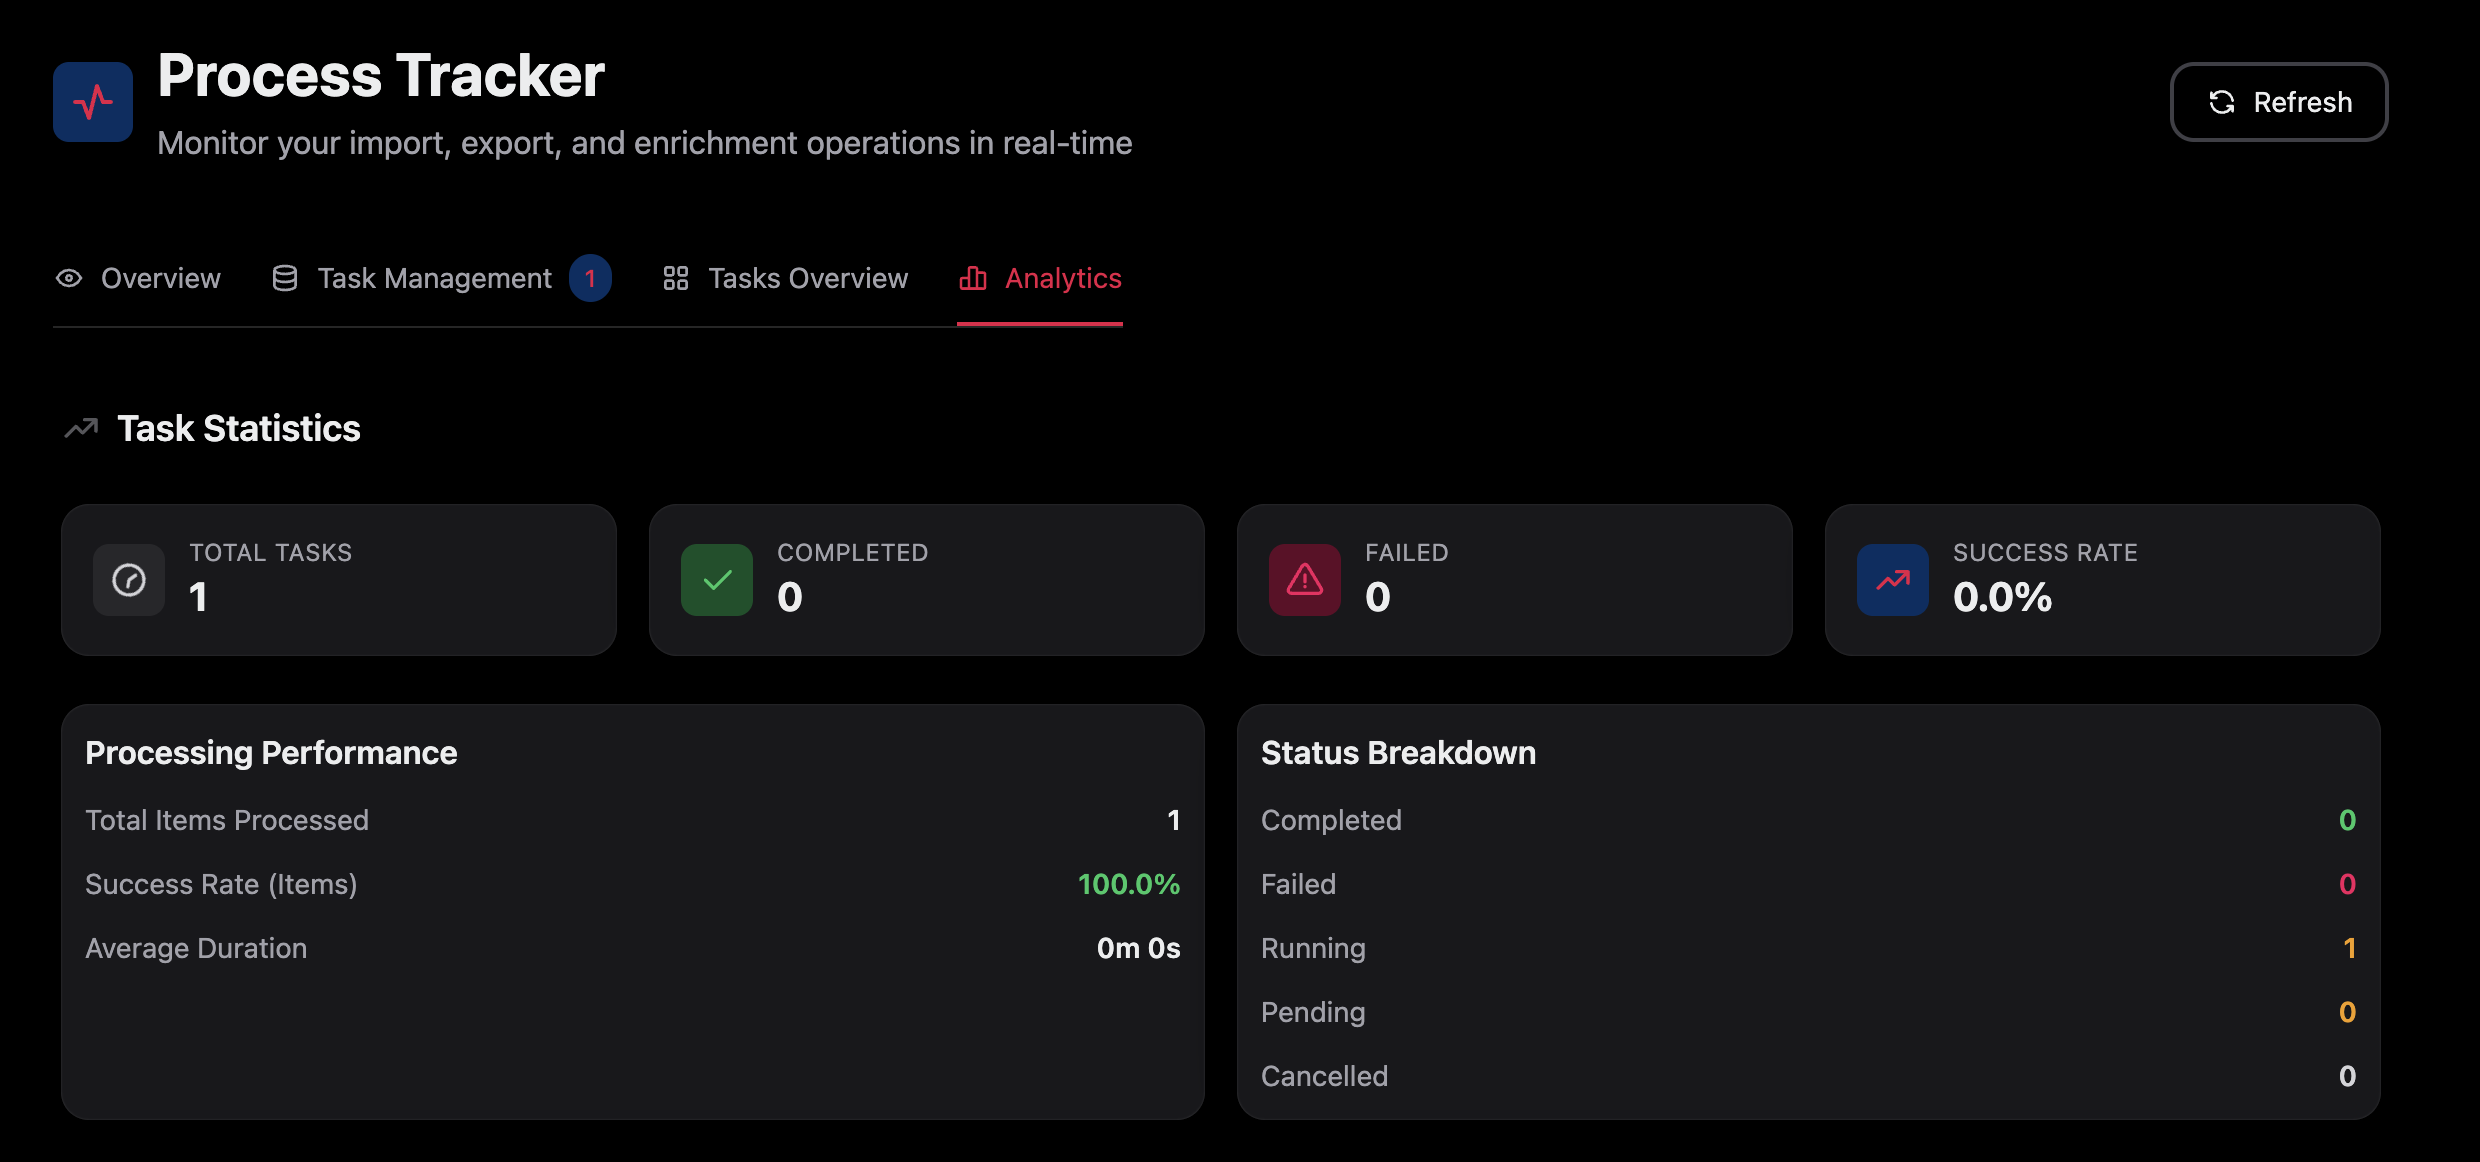 Process Tracker
Monitor your import, export, and enrichment operations in real-time
Refresh
Overview
Task Management 1
Tasks Overview
Analytics
Task Statistics
TOTAL TASKS
1
COMPLETED
0
FAILED
0
SUCCESS RATE
0.0%
Processing Performance
Total Items Processed 1
Success Rate (Items) 100.0%
Average Duration 0m 0s
Status Breakdown
Completed 0
Failed 0
Running 1
Pending 0
Cancelled 0